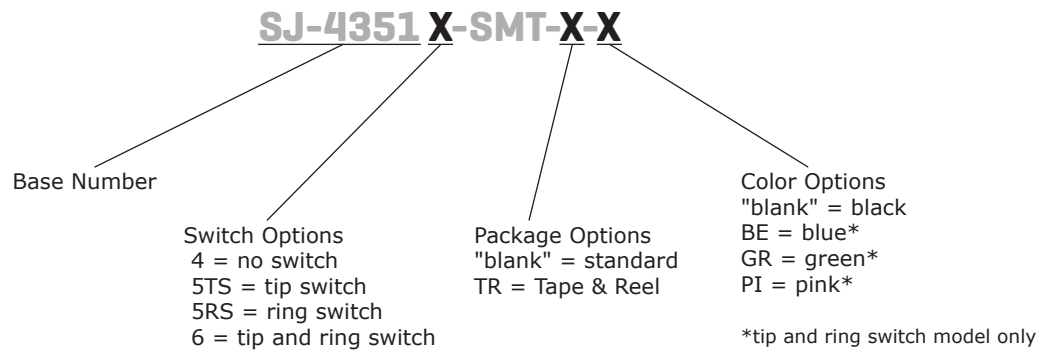 SJ-4351 X-SMT-X-X
Base Number
Switch Options
4 = no switch
5TS = tip switch
5RS = ring switch
6 = tip and ring switch
Package Options
"blank" = standard
TR = Tape & Reel
Color Options
"blank" = black
BE = blue*
GR = green*
PI = pink*
*tip and ring switch model only